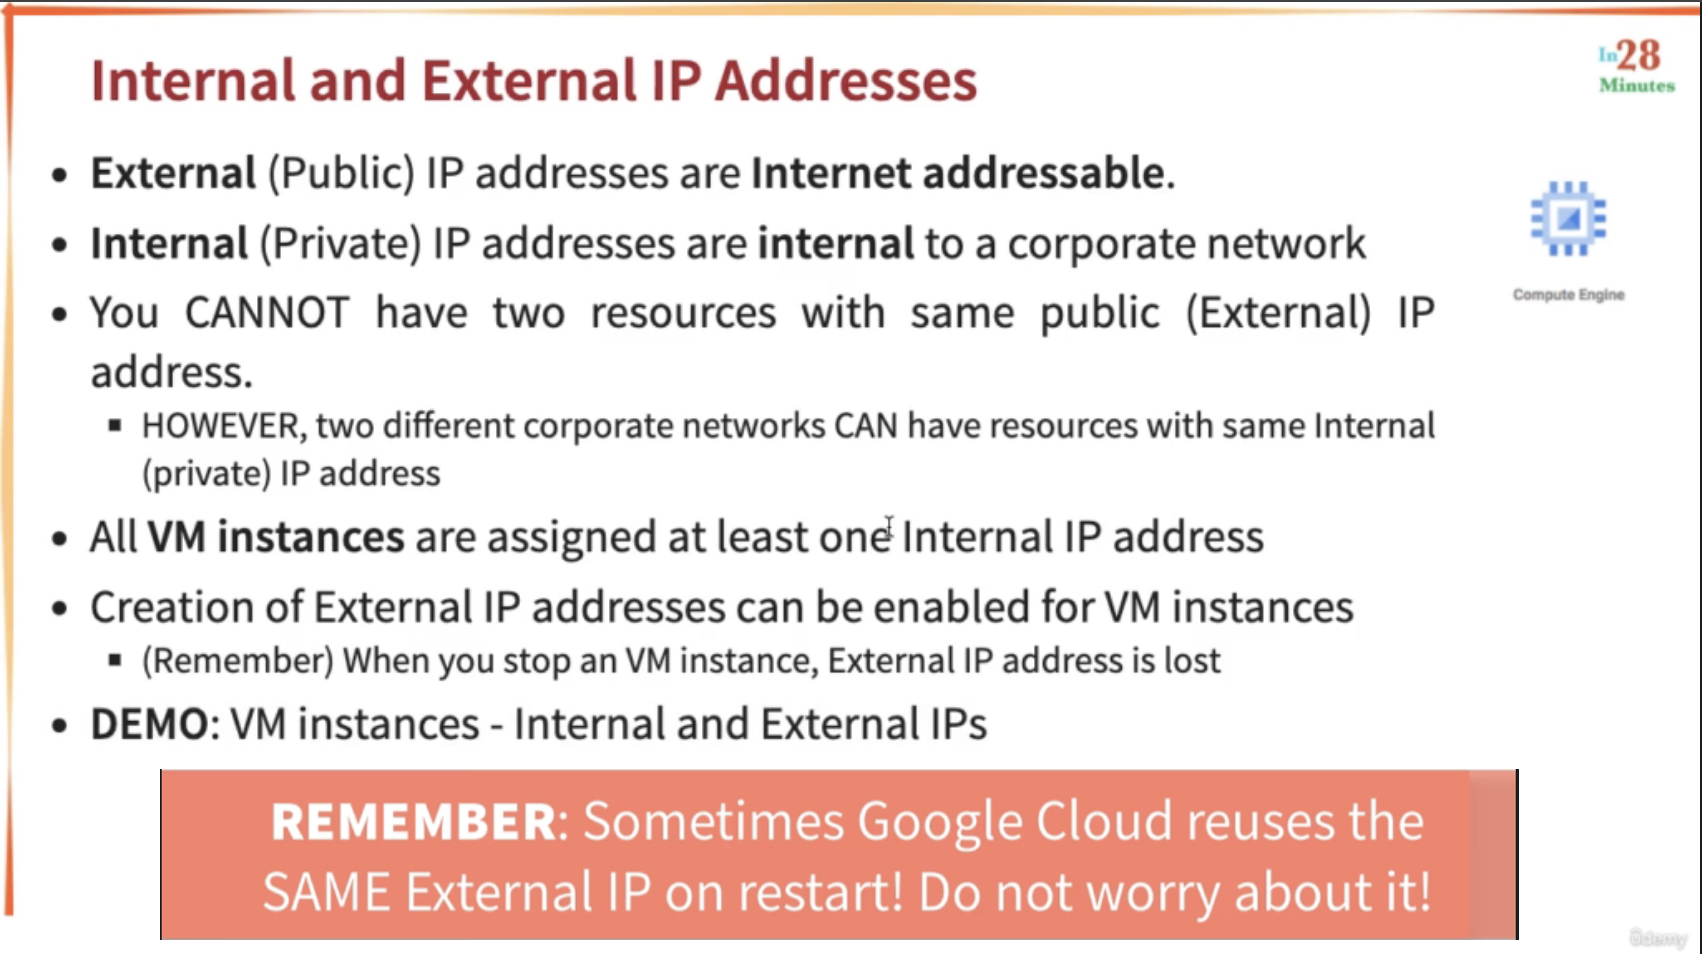 Internal and External IP Addresses
In28
Minutes
• External (Public) IP addresses are Internet addressable.
• Internal (Private) IP addresses are internal to a corporate network
• You CANNOT have two resources with same public (External) IP
address.
▪ HOWEVER, two different corporate networks CAN have resources with same Internal
(private) IP address
• All VM instances are assigned at least one Internal IP address
• Creation of External IP addresses can be enabled for VM instances
▪ (Remember) When you stop an VM instance, External IP address is lost
• DEMO: VM instances - Internal and External IPs
Compute Engine
REMEMBER: Sometimes Google Cloud reuses the
SAME External IP on restart! Do not worry about it!
ûdemy